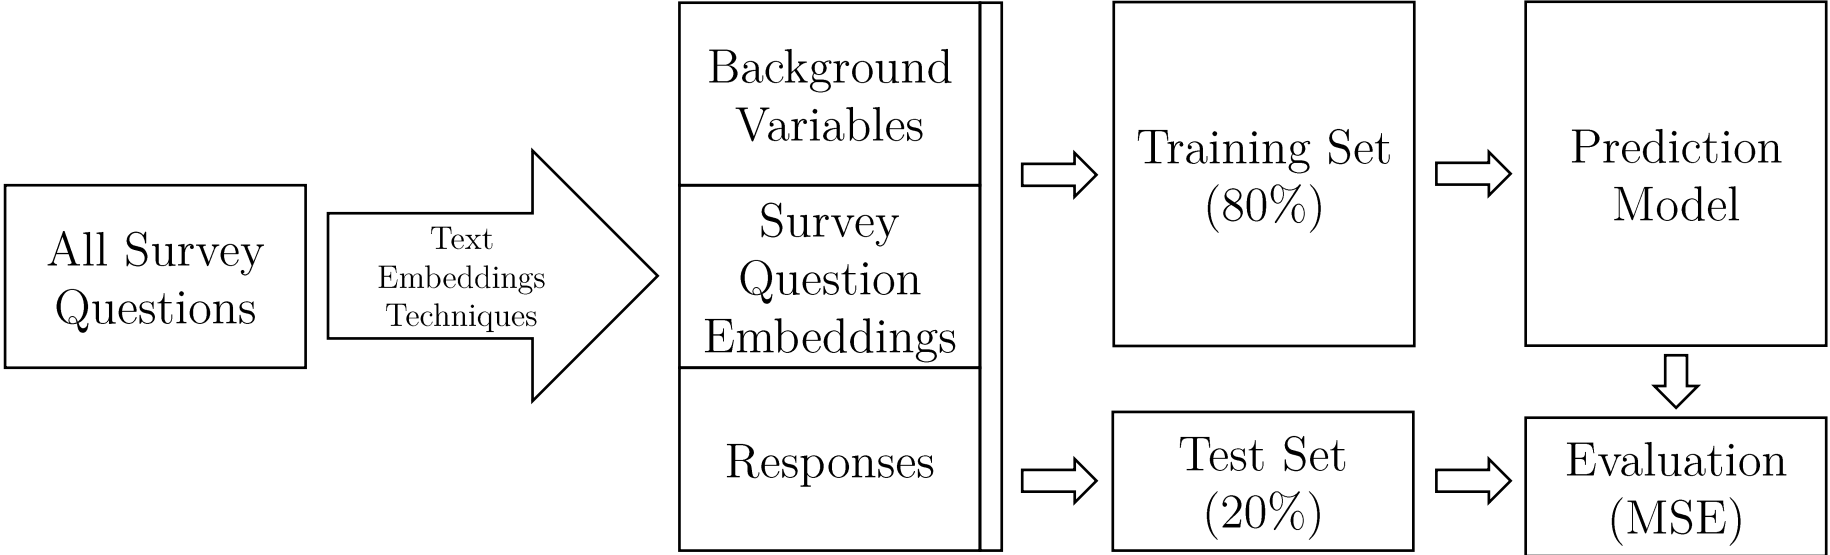 All Survey
Questions
Text
Embeddings
Techniques
Background
Variables
Survey
Question
Embeddings
Responses
Training Set
(80%)
Prediction
Model
Test Set
(20%)
Evaluation
(MSE)